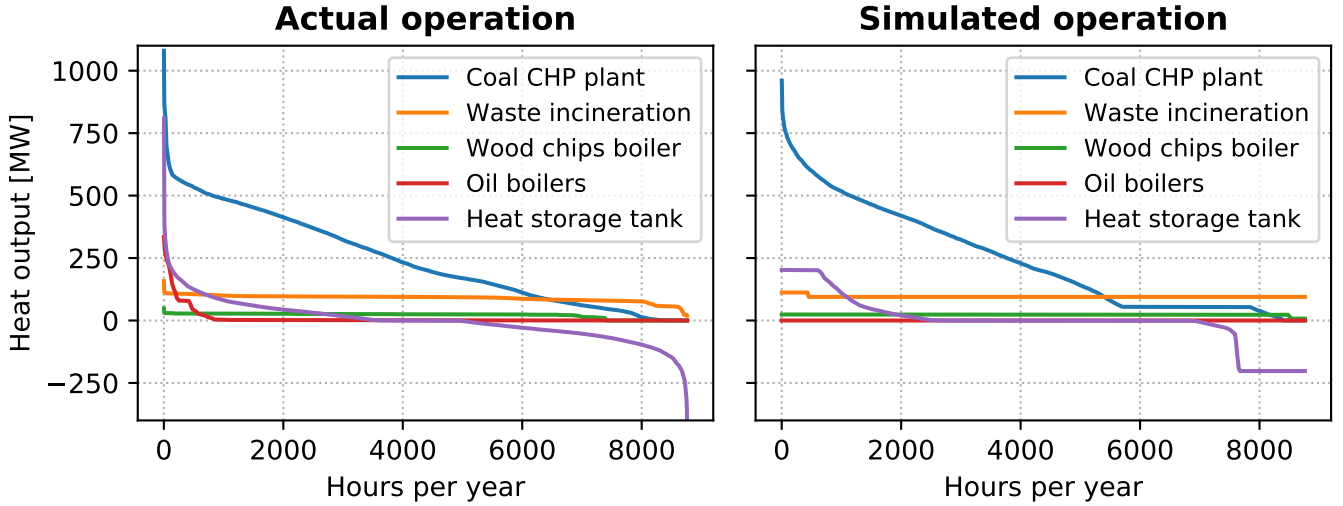 Actual operation
Simulated operation
Heat output [MW]
1000
750
500
250
0
−250
Coal CHP plant
Waste incineration
Wood chips boiler
Oil boilers
Heat storage tank
0 2000 4000 6000 8000
Hours per year
Coal CHP plant
Waste incineration
Wood chips boiler
Oil boilers
Heat storage tank
0 2000 4000 6000 8000
Hours per year